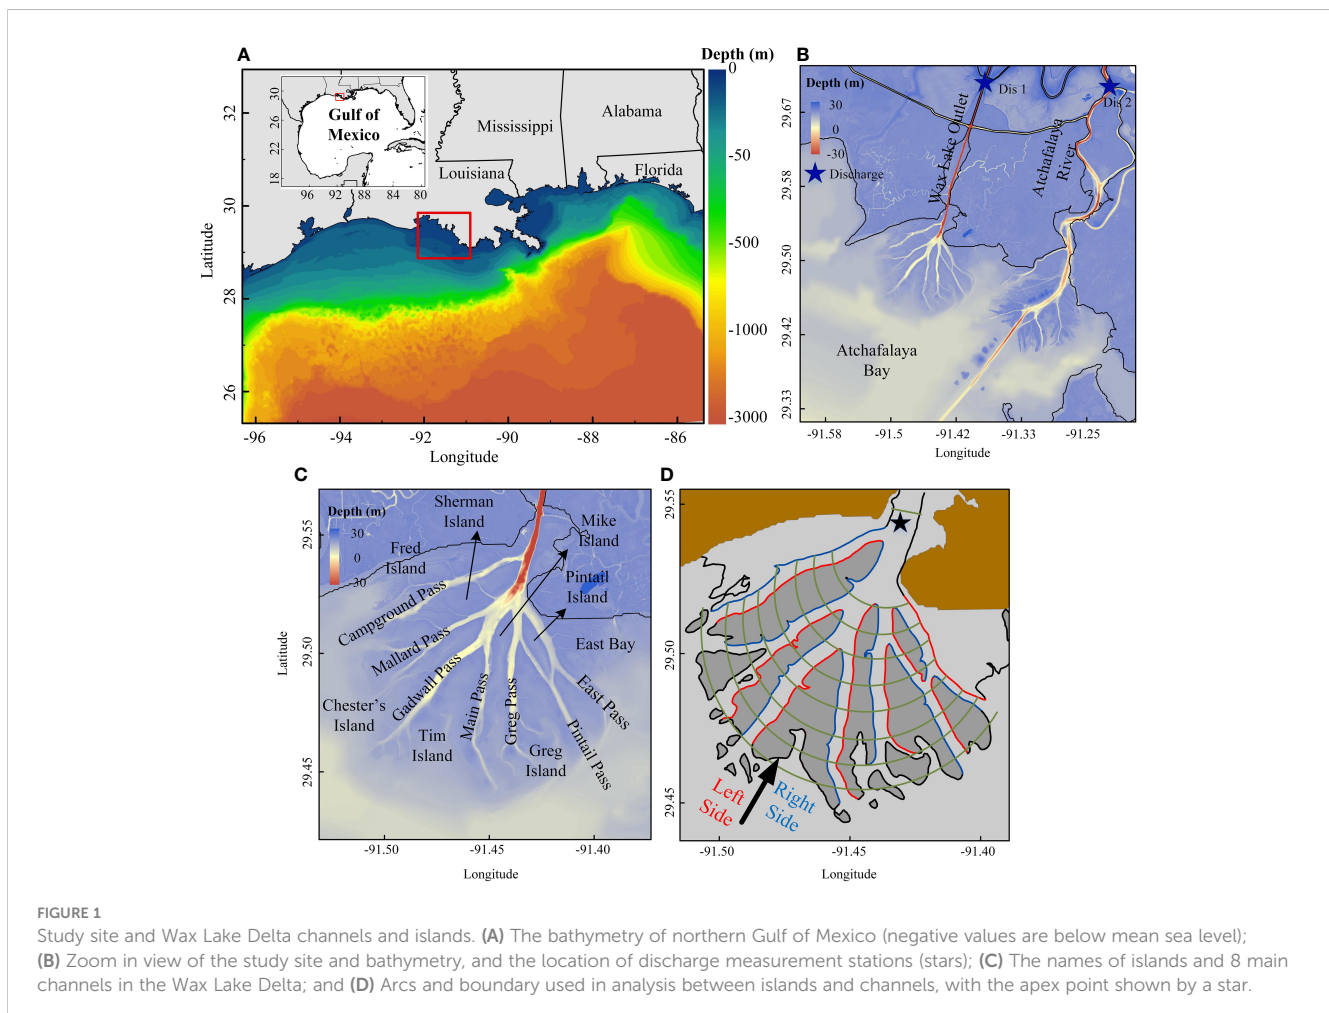 A
Depth (m)
0
-50
-500
-1000
-3000
32
30
28
26
Latitude
-96
-94
-92
-90
-88
-86
Longitude
30
26
22
18
96
92
88
84
80
Gulf of
Mexico
Mississippi
Alabama
Louisiana
Florida
B
Depth (m)
30
-30
Discharge
Dis 1
Dis 2
Wax Lake Outlet
Atchafalaya
River
Atchafalaya
Bay
29.67
29.58
29.50
29.42
29.33
-91.58
-91.5
-91.42
-91.33
-91.25
Longitude
C
Depth (m)
30
30
Sherman
Island
Mike
Island
Fred
Island
Pintail
Island
Campground Pass
Mallard Pass
East Bay
Gadwall Pass
Chester's
Island
Main Pass
Greg Pass
East Pass
Tim
Island
Greg
Island
Pintail Pass
29.55
29.50
29.45
Latitude
-91.50
-91.45
-91.40
Longitude
D
29.55
29.50
29.45
Left
Side
Right
Side
-91.50
-91.45
-91.40
Longitude
FIGURE 1
Study site and Wax Lake Delta channels and islands. (A) The bathymetry of northern Gulf of Mexico (negative values are below mean sea level);
(B) Zoom in view of the study site and bathymetry, and the location of discharge measurement stations (stars); (C) The names of islands and 8 main
channels in the Wax Lake Delta; and (D) Arcs and boundary used in analysis between islands and channels, with the apex point shown by a star.